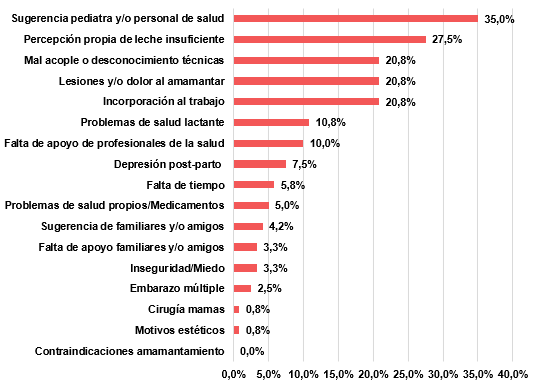 Sugerencia pediatra y/o personal de salud 35,0%
Percepción propia de leche insuficiente 27,5%
Mal acople o desconocimiento técnicas 20,8%
Lesiones y/o dolor al amamantar 20,8%
Incorporación al trabajo 20,8%
Problemas de salud lactante 10,8%
Falta de apoyo de profesionales de la salud 10,0%
Depresión post-parto 7,5%
Falta de tiempo 5,8%
Problemas de salud propios/Medicamentos 5,0%
Sugerencia de familiares y/o amigos 4,2%
Falta de apoyo familiares y/o amigos 3,3%
Inseguridad/Miedo 3,3%
Embarazo múltiple 2,5%
Cirugía mamas 0,8%
Motivos estéticos 0,8%
Contraindicaciones amamantamiento 0,0%
0,0% 5,0% 10,0% 15,0% 20,0% 25,0% 30,0% 35,0% 40,0%